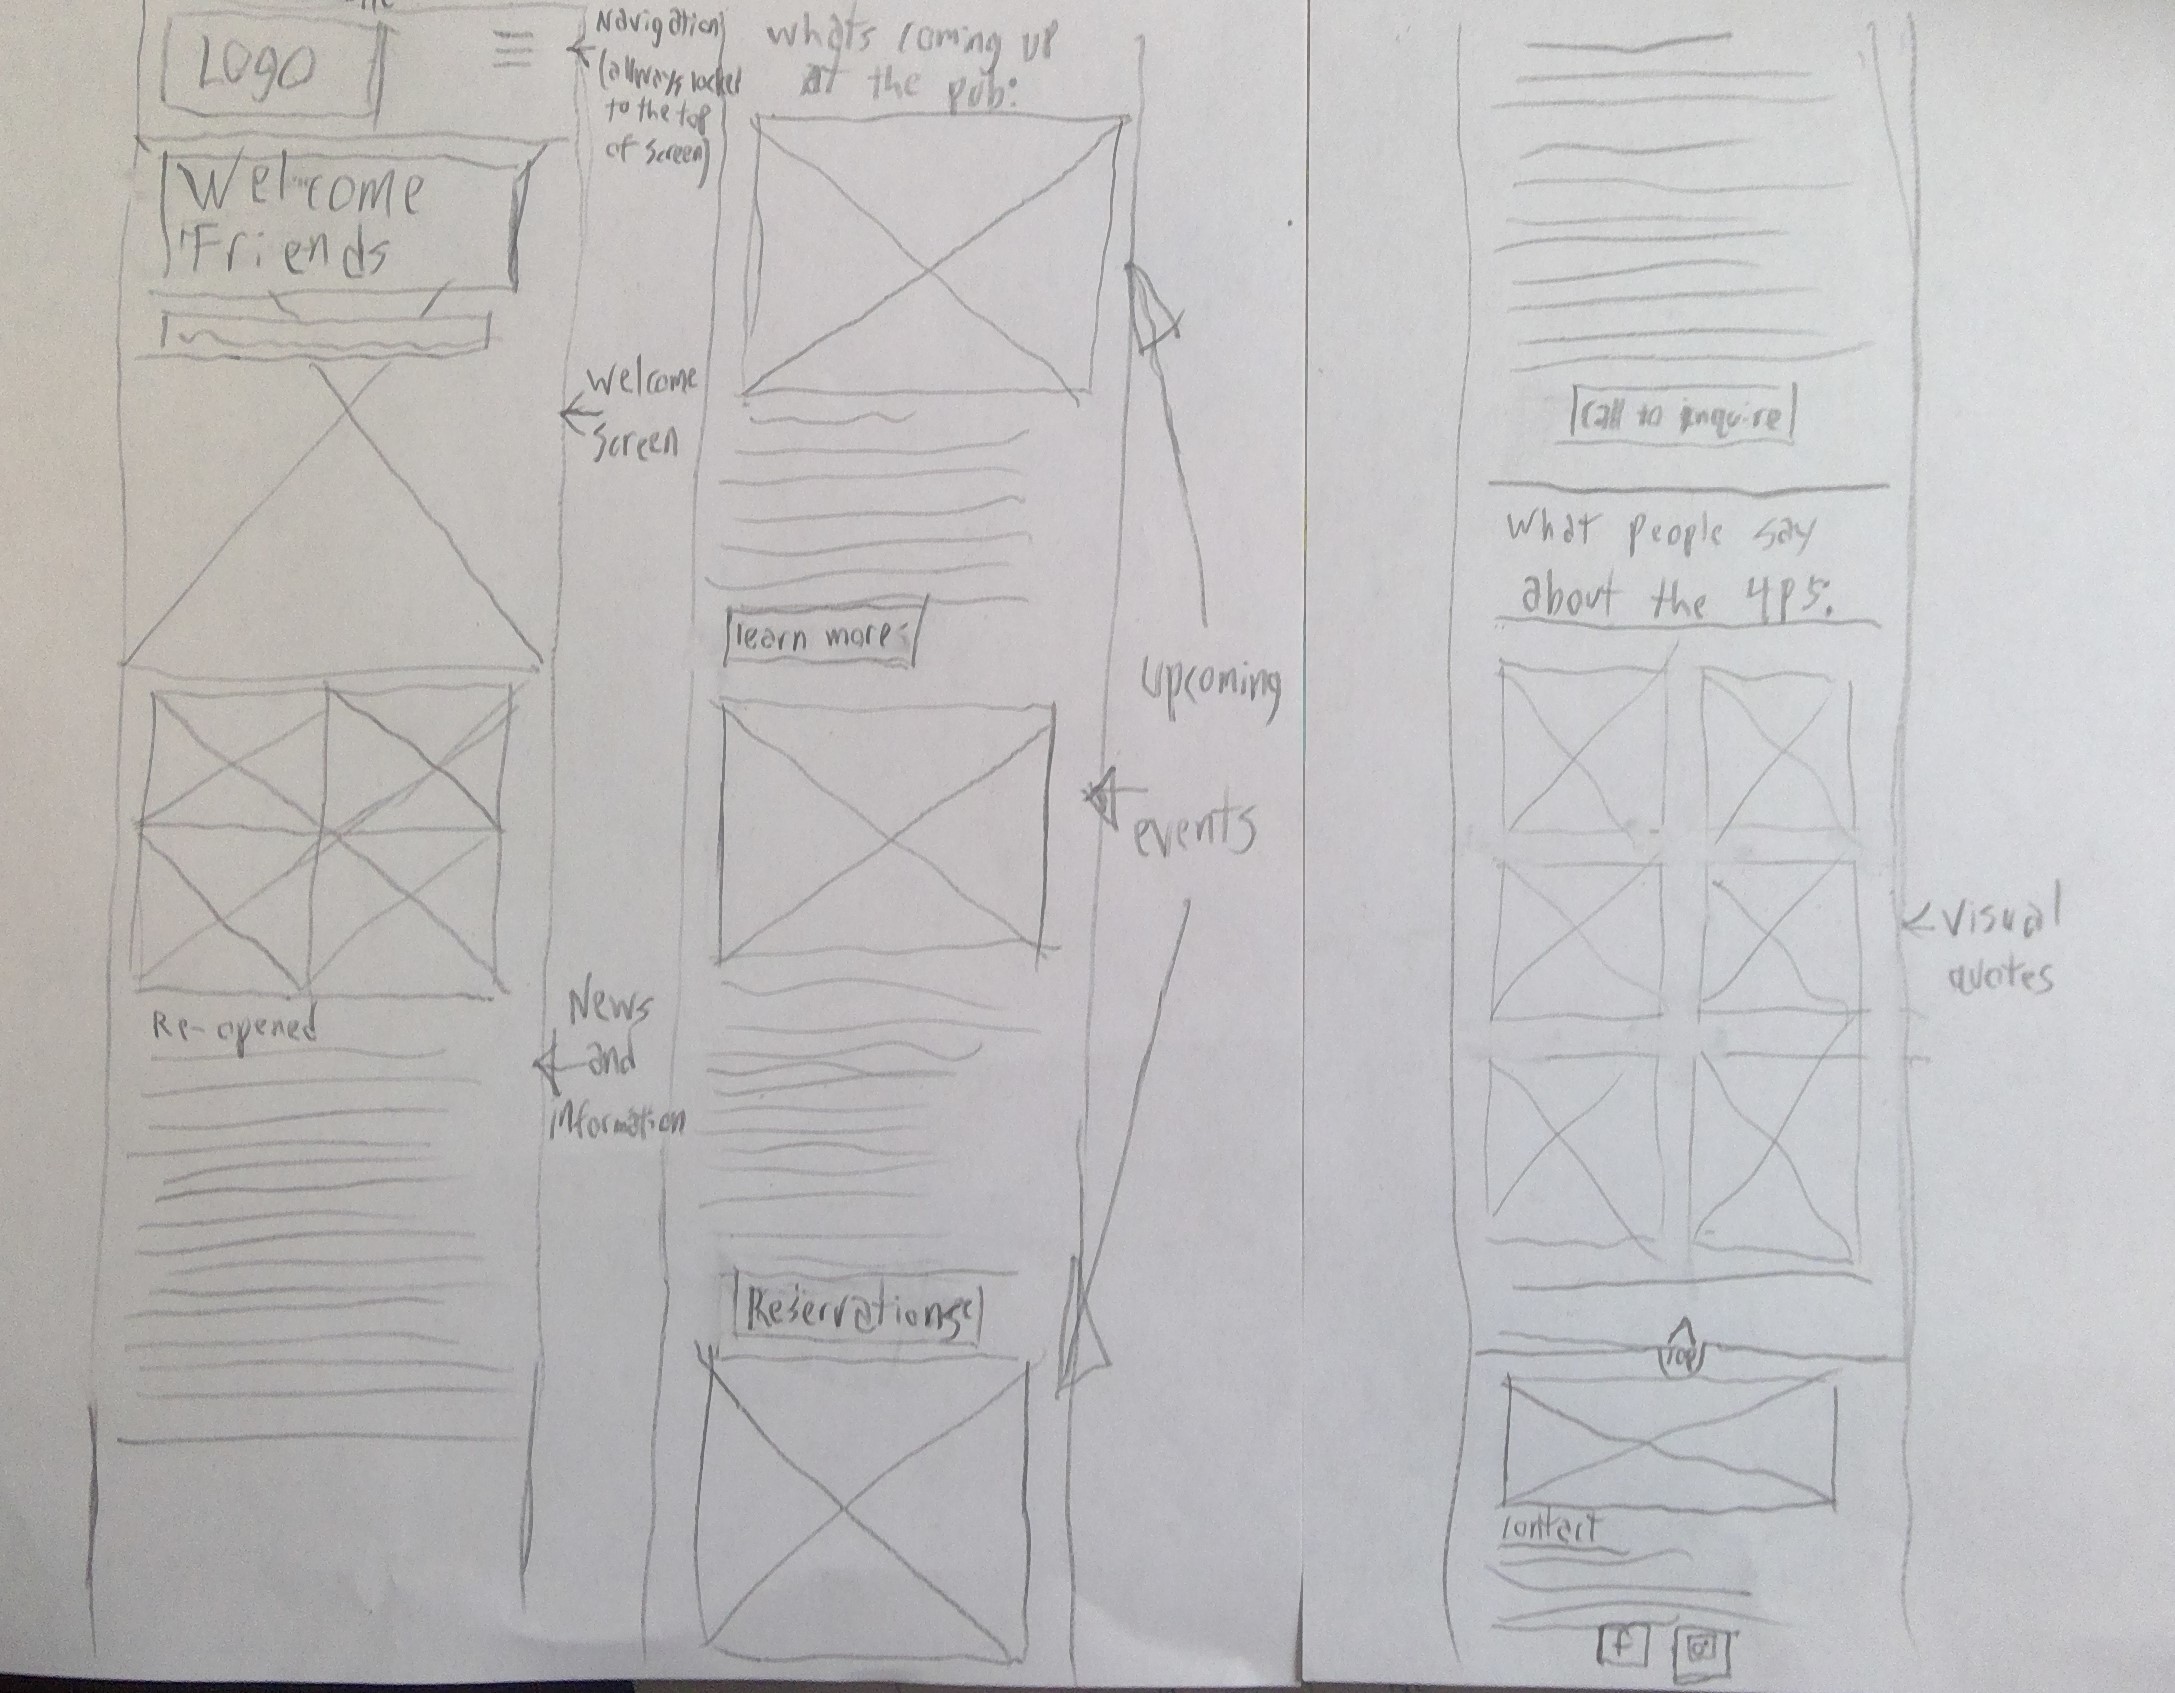 Logo
Navigation
(allways locked
to the top
of screen)
Welcome
Friends
Welcome
Screen
Re-opened
News
and
information
whats coming up
at the pub:
learn more
upcoming
events
Reservations
Call to inquire
What people say
about the 4P5:
visual
quotes
TOP
contact
f